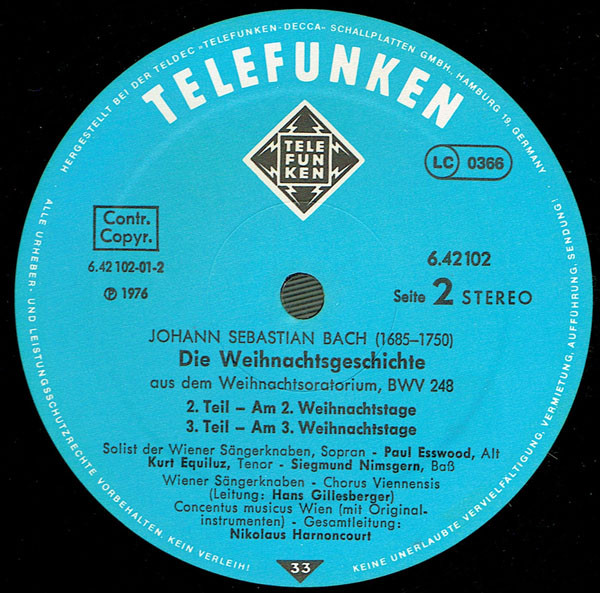 HERGESTELLT BEI DER TELDEC »TELEFUNKEN-DECCA« SCHALLPLATTEN GMBH., HAMBURG 19, GERMANY
TELEFUNKEN
TELE
FUN
KEN
LC 0366
Contr.
Copyr.
6.42 102-01-2
℗ 1976
6.42102
Seite 2 STEREO
JOHANN SEBASTIAN BACH (1685–1750)
Die Weihnachtsgeschichte
aus dem Weihnachtsoratorium, BWV 248
2. Teil – Am 2. Weihnachtstage
3. Teil – Am 3. Weihnachtstage
Solist der Wiener Sängerknaben, Sopran - Paul Esswood, Alt
Kurt Equiluz, Tenor - Siegmund Nimsgern, Baß
Wiener Sängerknaben - Chorus Viennensis
(Leitung: Hans Gillesberger)
Concentus musicus Wien (mit Original-
instrumenten) - Gesamtleitung:
Nikolaus Harnoncourt
33
ALLE URHEBER- UND LEISTUNGSSCHUTZRECHTE VORBEHALTEN. KEIN VERLEIH!
KEINE UNERLAUBTE VERVIELFÄLTIGUNG, VERMIETUNG, AUFFÜHRUNG, SENDUNG!